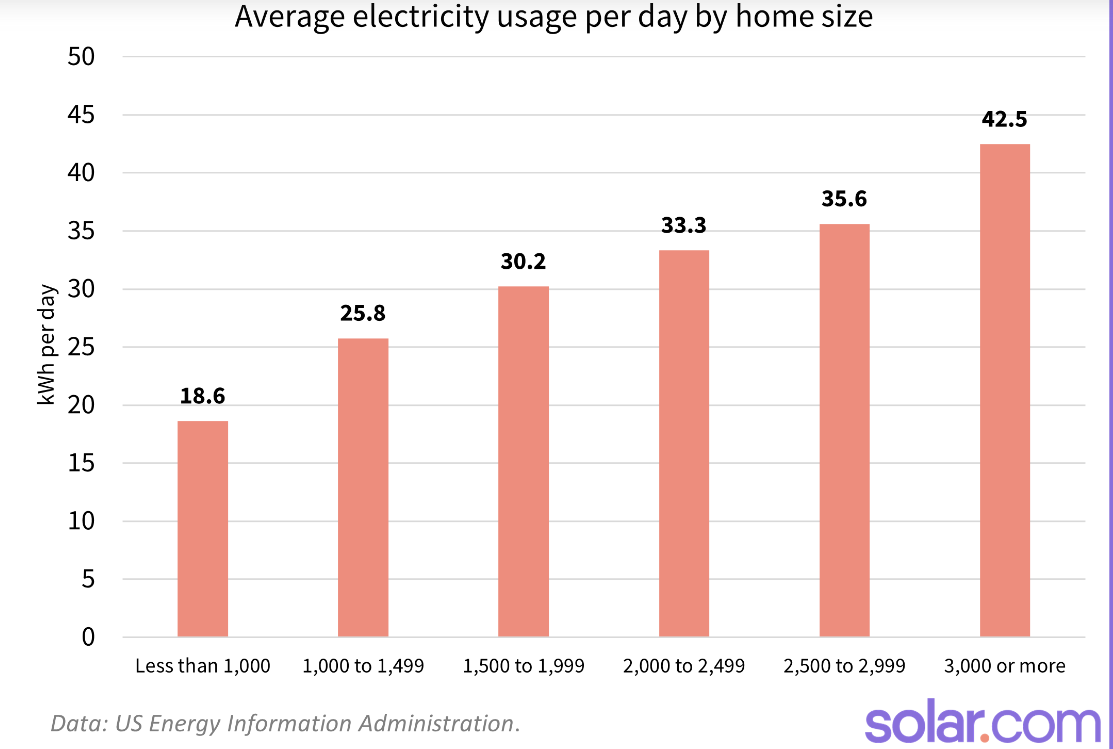 Average electricity usage per day by home size
50
45
42.5
40
35.6
35
33.3
30.2
30
kWh per day
25.8
25
20
18.6
15
10
5
0
Less than 1,000
1,000 to 1,499
1,500 to 1,999
2,000 to 2,499
2,500 to 2,999
3,000 or more
Data: US Energy Information Administration.
solar.com